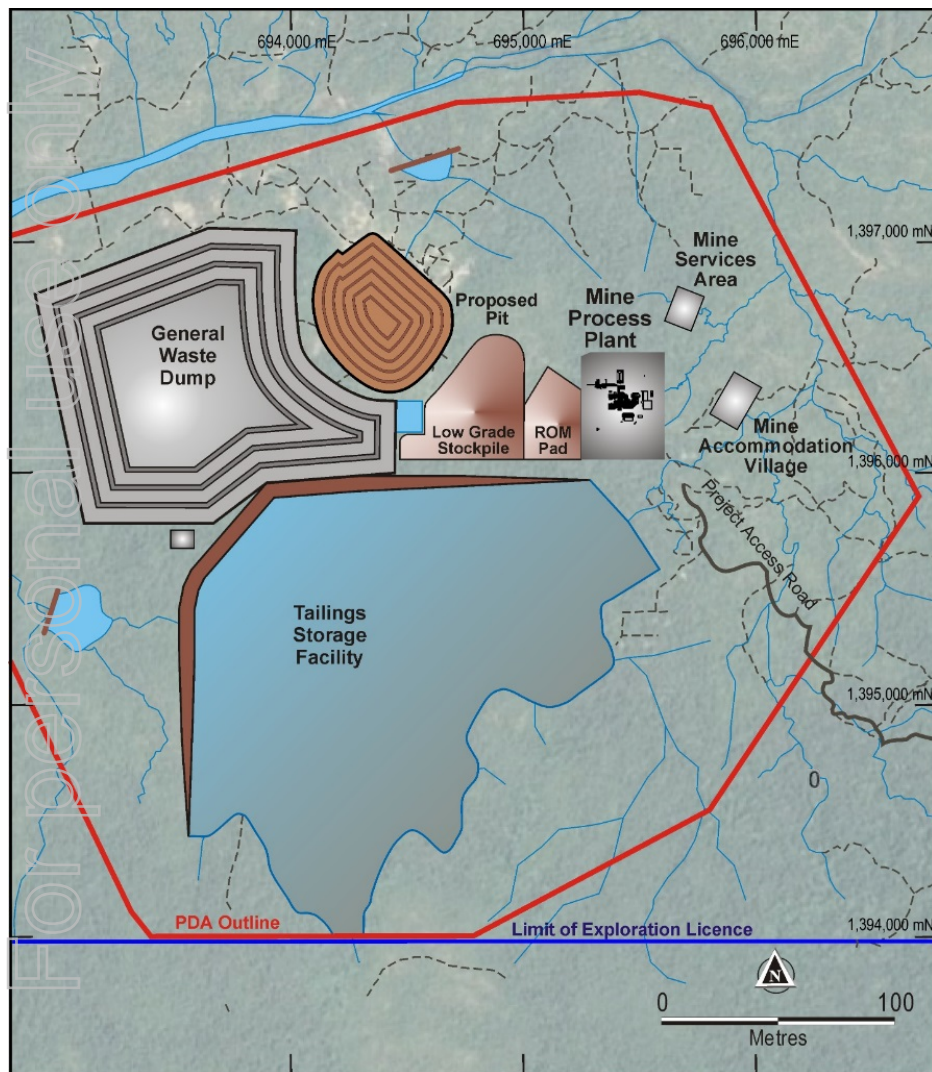 694,000 mE
695,000 mE
696,000 mE
For personal use only
1,397,000 mN
Mine
Services
Area
Proposed
Pit
Mine
Process
Plant
General
Waste
Dump
Low Grade
Stockpile
ROM
Pad
Mine
Accommodation
Village
1,396,000 mN
Project Access Road
Tailings
Storage
Facility
1,395,000 mN
0
PDA Outline
Limit of Exploration Licence
1,394,000 mN
N
0
100
Metres